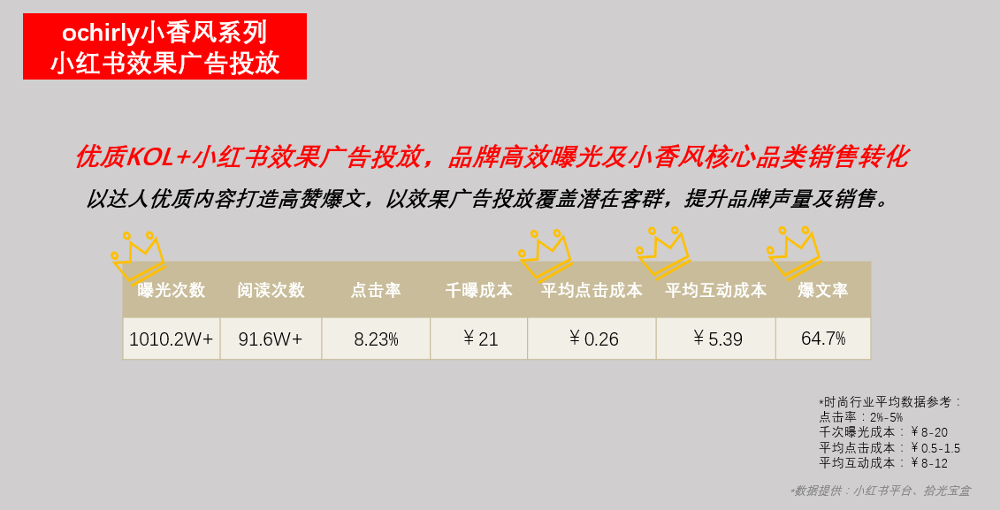 ochirly小香风系列
小红书效果广告投放
优质KOL+小红书效果广告投放，品牌高效曝光及小香风核心品类销售转化
以达人优质内容打造高赞爆文，以效果广告投放覆盖潜在客群，提升品牌声量及销售。
曝光次数 阅读次数 点击率 千曝成本 平均点击成本 平均互动成本 爆文率
1010.2W+ 91.6W+ 8.23% ￥21 ￥0.26 ￥5.39 64.7%
*时尚行业平均数据参考：
点击率：2%-5%
千次曝光成本：￥8-20
平均点击成本：￥0.5-1.5
平均互动成本：￥8-12
*数据提供：小红书平台、拾光宝盒